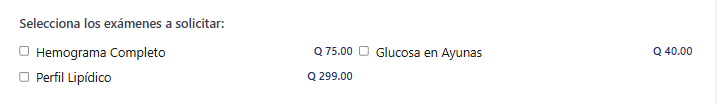 Selecciona los exámenes a solicitar:
Hemograma Completo Q 75.00 Glucosa en Ayunas Q 40.00
Perfil Lipídico Q 299.00